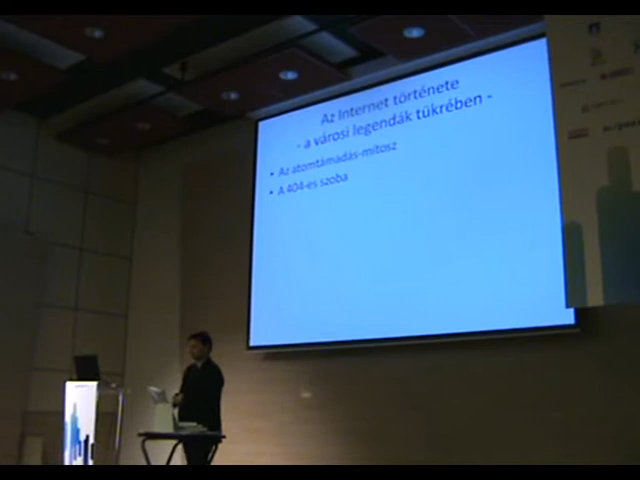 Az Internet története
- a városi legendák tükrében -
• Az atomtámadás-mítosz
• A 404-es szoba